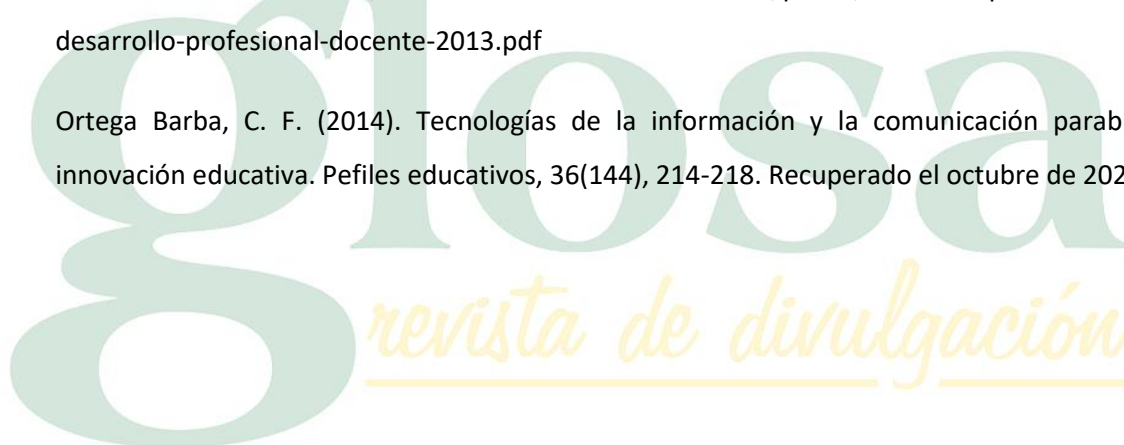 desarrollo-profesional-docente-2013.pdf
Ortega Barba, C. F. (2014). Tecnologías de la información y la comunicación parab
innovación educativa. Pefiles educativos, 36(144), 214-218. Recuperado el octubre de 202
glosa
revista de divulgación